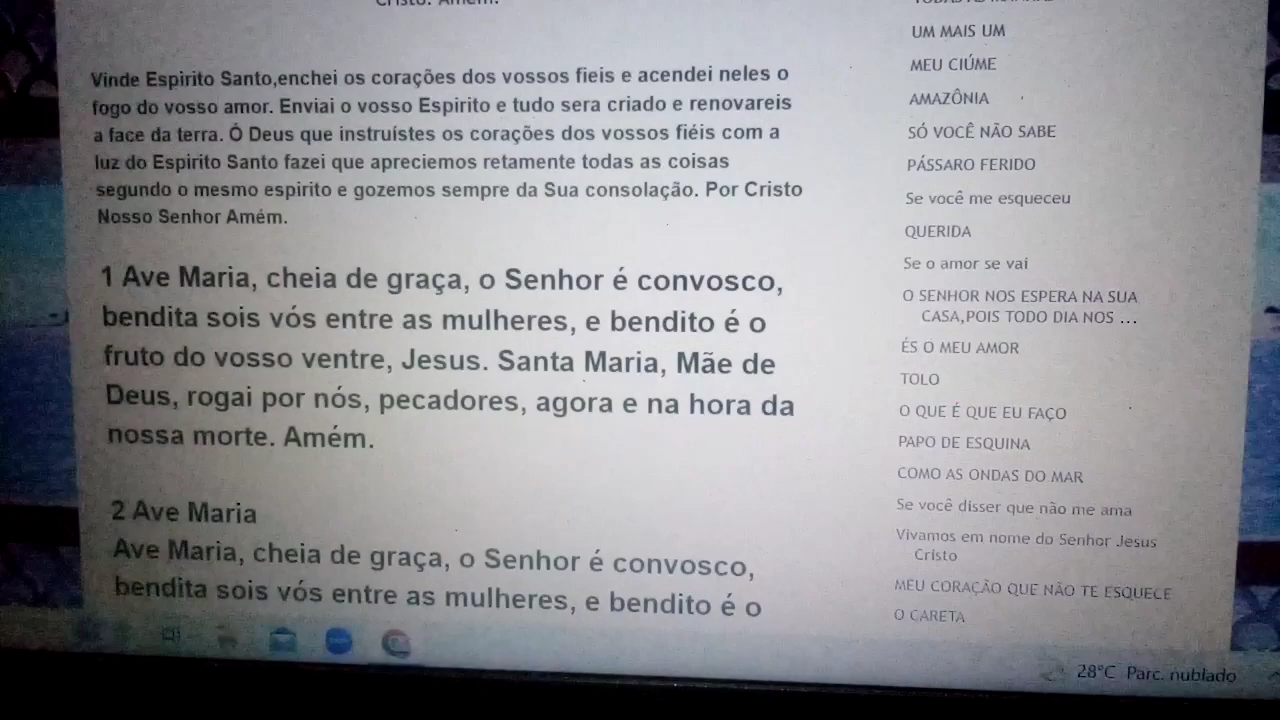 Cristo. Amém.
Vinde Espirito Santo,enchei os corações dos vossos fieis e acendei neles o
fogo do vosso amor. Enviai o vosso Espirito e tudo sera criado e renovareis
a face da terra. Ó Deus que instruístes os corações dos vossos fiéis com a
luz do Espirito Santo fazei que apreciemos retamente todas as coisas
segundo o mesmo espirito e gozemos sempre da Sua consolação. Por Cristo
Nosso Senhor Amém.
1 Ave Maria, cheia de graça, o Senhor é convosco,
bendita sois vós entre as mulheres, e bendito é o
fruto do vosso ventre, Jesus. Santa Maria, Mãe de
Deus, rogai por nós, pecadores, agora e na hora da
nossa morte. Amém.
2 Ave Maria
Ave Maria, cheia de graça, o Senhor é convosco,
bendita sois vós entre as mulheres, e bendito é o
UM MAIS UM
MEU CIÚME
AMAZÔNIA
SÓ VOCÊ NÃO SABE
PÁSSARO FERIDO
Se você me esqueceu
QUERIDA
Se o amor se vai
O SENHOR NOS ESPERA NA SUA
CASA,POIS TODO DIA NOS ...
ÉS O MEU AMOR
TOLO
O QUE É QUE EU FAÇO
PAPO DE ESQUINA
COMO AS ONDAS DO MAR
Se você disser que não me ama
Vivamos em nome do Senhor Jesus
Cristo
MEU CORAÇÃO QUE NÃO TE ESQUECE
O CARETA
28°C Parc. nublado